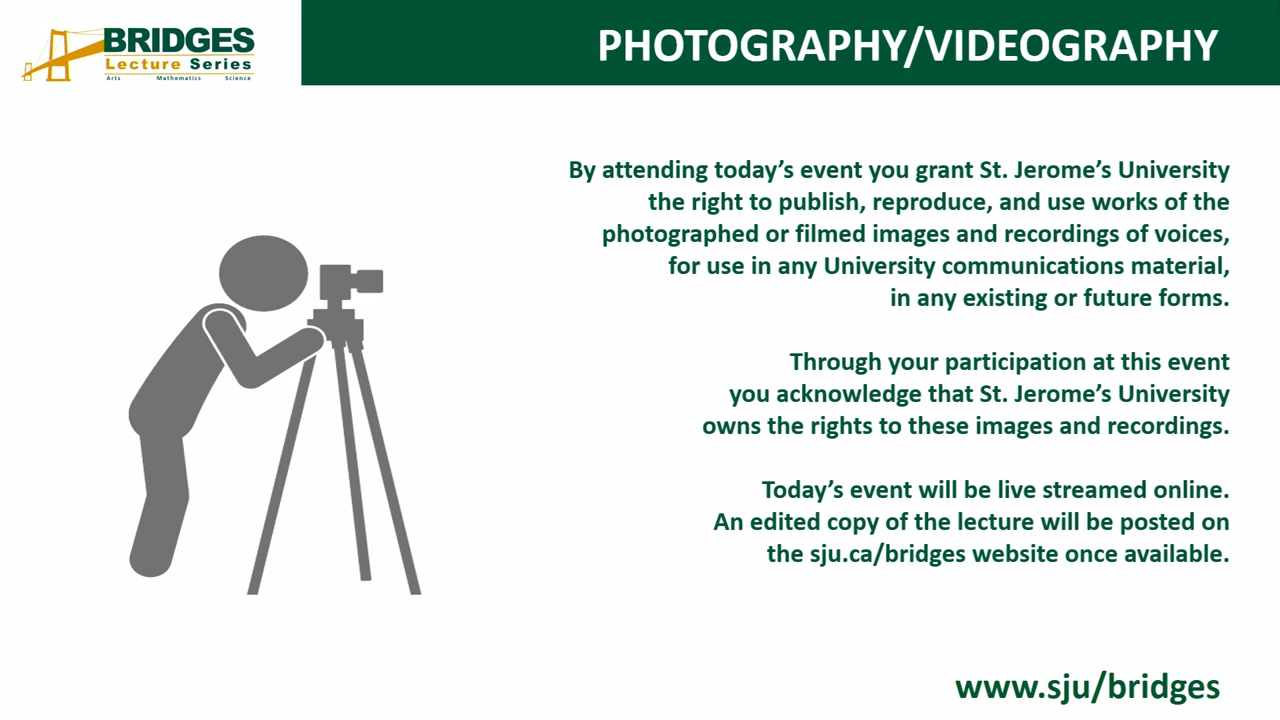 BRIDGES
Lecture Series
Arts Mathematics Science
PHOTOGRAPHY/VIDEOGRAPHY
By attending today's event you grant St. Jerome's University
the right to publish, reproduce, and use works of the
photographed or filmed images and recordings of voices,
for use in any University communications material,
in any existing or future forms.
Through your participation at this event
you acknowledge that St. Jerome's University
owns the rights to these images and recordings.
Today's event will be live streamed online.
An edited copy of the lecture will be posted on
the sju.ca/bridges website once available.
www.sju/bridges